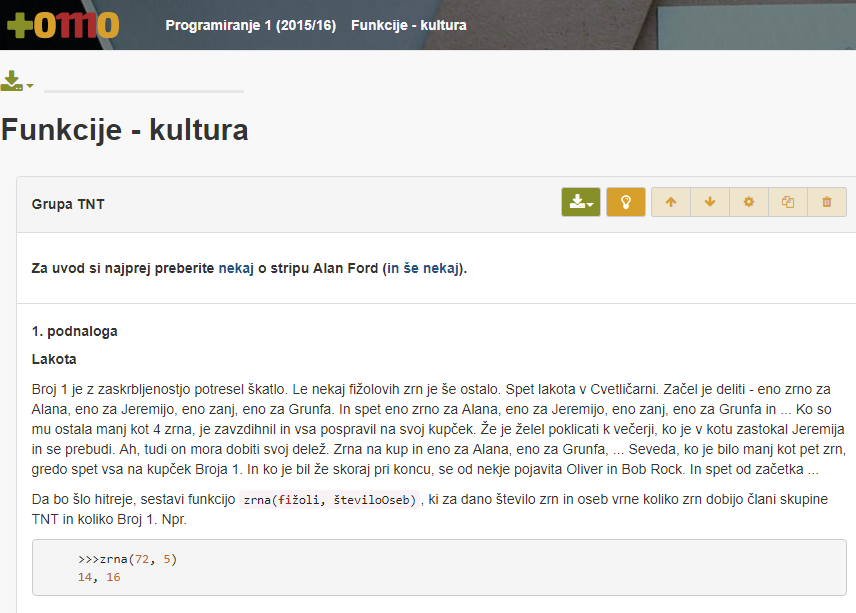 +OMO
Programiranje 1 (2015/16) Funkcije - kultura
Funkcije - kultura
Grupa TNT
Za uvod si najprej preberite nekaj o stripu Alan Ford (in še nekaj).
1. podnaloga
Lakota
Broj 1 je z zaskrbljenostjo potresel škatlo. Le nekaj fižolovih zrn je še ostalo. Spet lakota v Cvetličarni. Začel je deliti - eno zrno za
Alana, eno za Jeremijo, eno zanj, eno za Grunfa. In spet eno zrno za Alana, eno za Jeremijo, eno zanj, eno za Grunfa in ... Ko so
mu ostala manj kot 4 zrna, je zavzdihnil in vsa pospravil na svoj kupček. Že je želel poklicati k večerji, ko je v kotu zastokal Jeremija
in se prebudi. Ah, tudi on mora dobiti svoj delež. Zrna na kup in eno za Alana, eno za Grunfa, ... Seveda, ko je bilo manj kot pet zrn,
gredo spet vsa na kupček Broja 1. In ko je bil že skoraj pri koncu, se od nekje pojavita Oliver in Bob Rock. In spet od začetka ...
Da bo šlo hitreje, sestavi funkcijo zrna(fižoli, številoOseb) , ki za dano število zrn in oseb vrne koliko zrn dobijo člani skupine
TNT in koliko Broj 1. Npr.
>>>zrna(72, 5)
14, 16